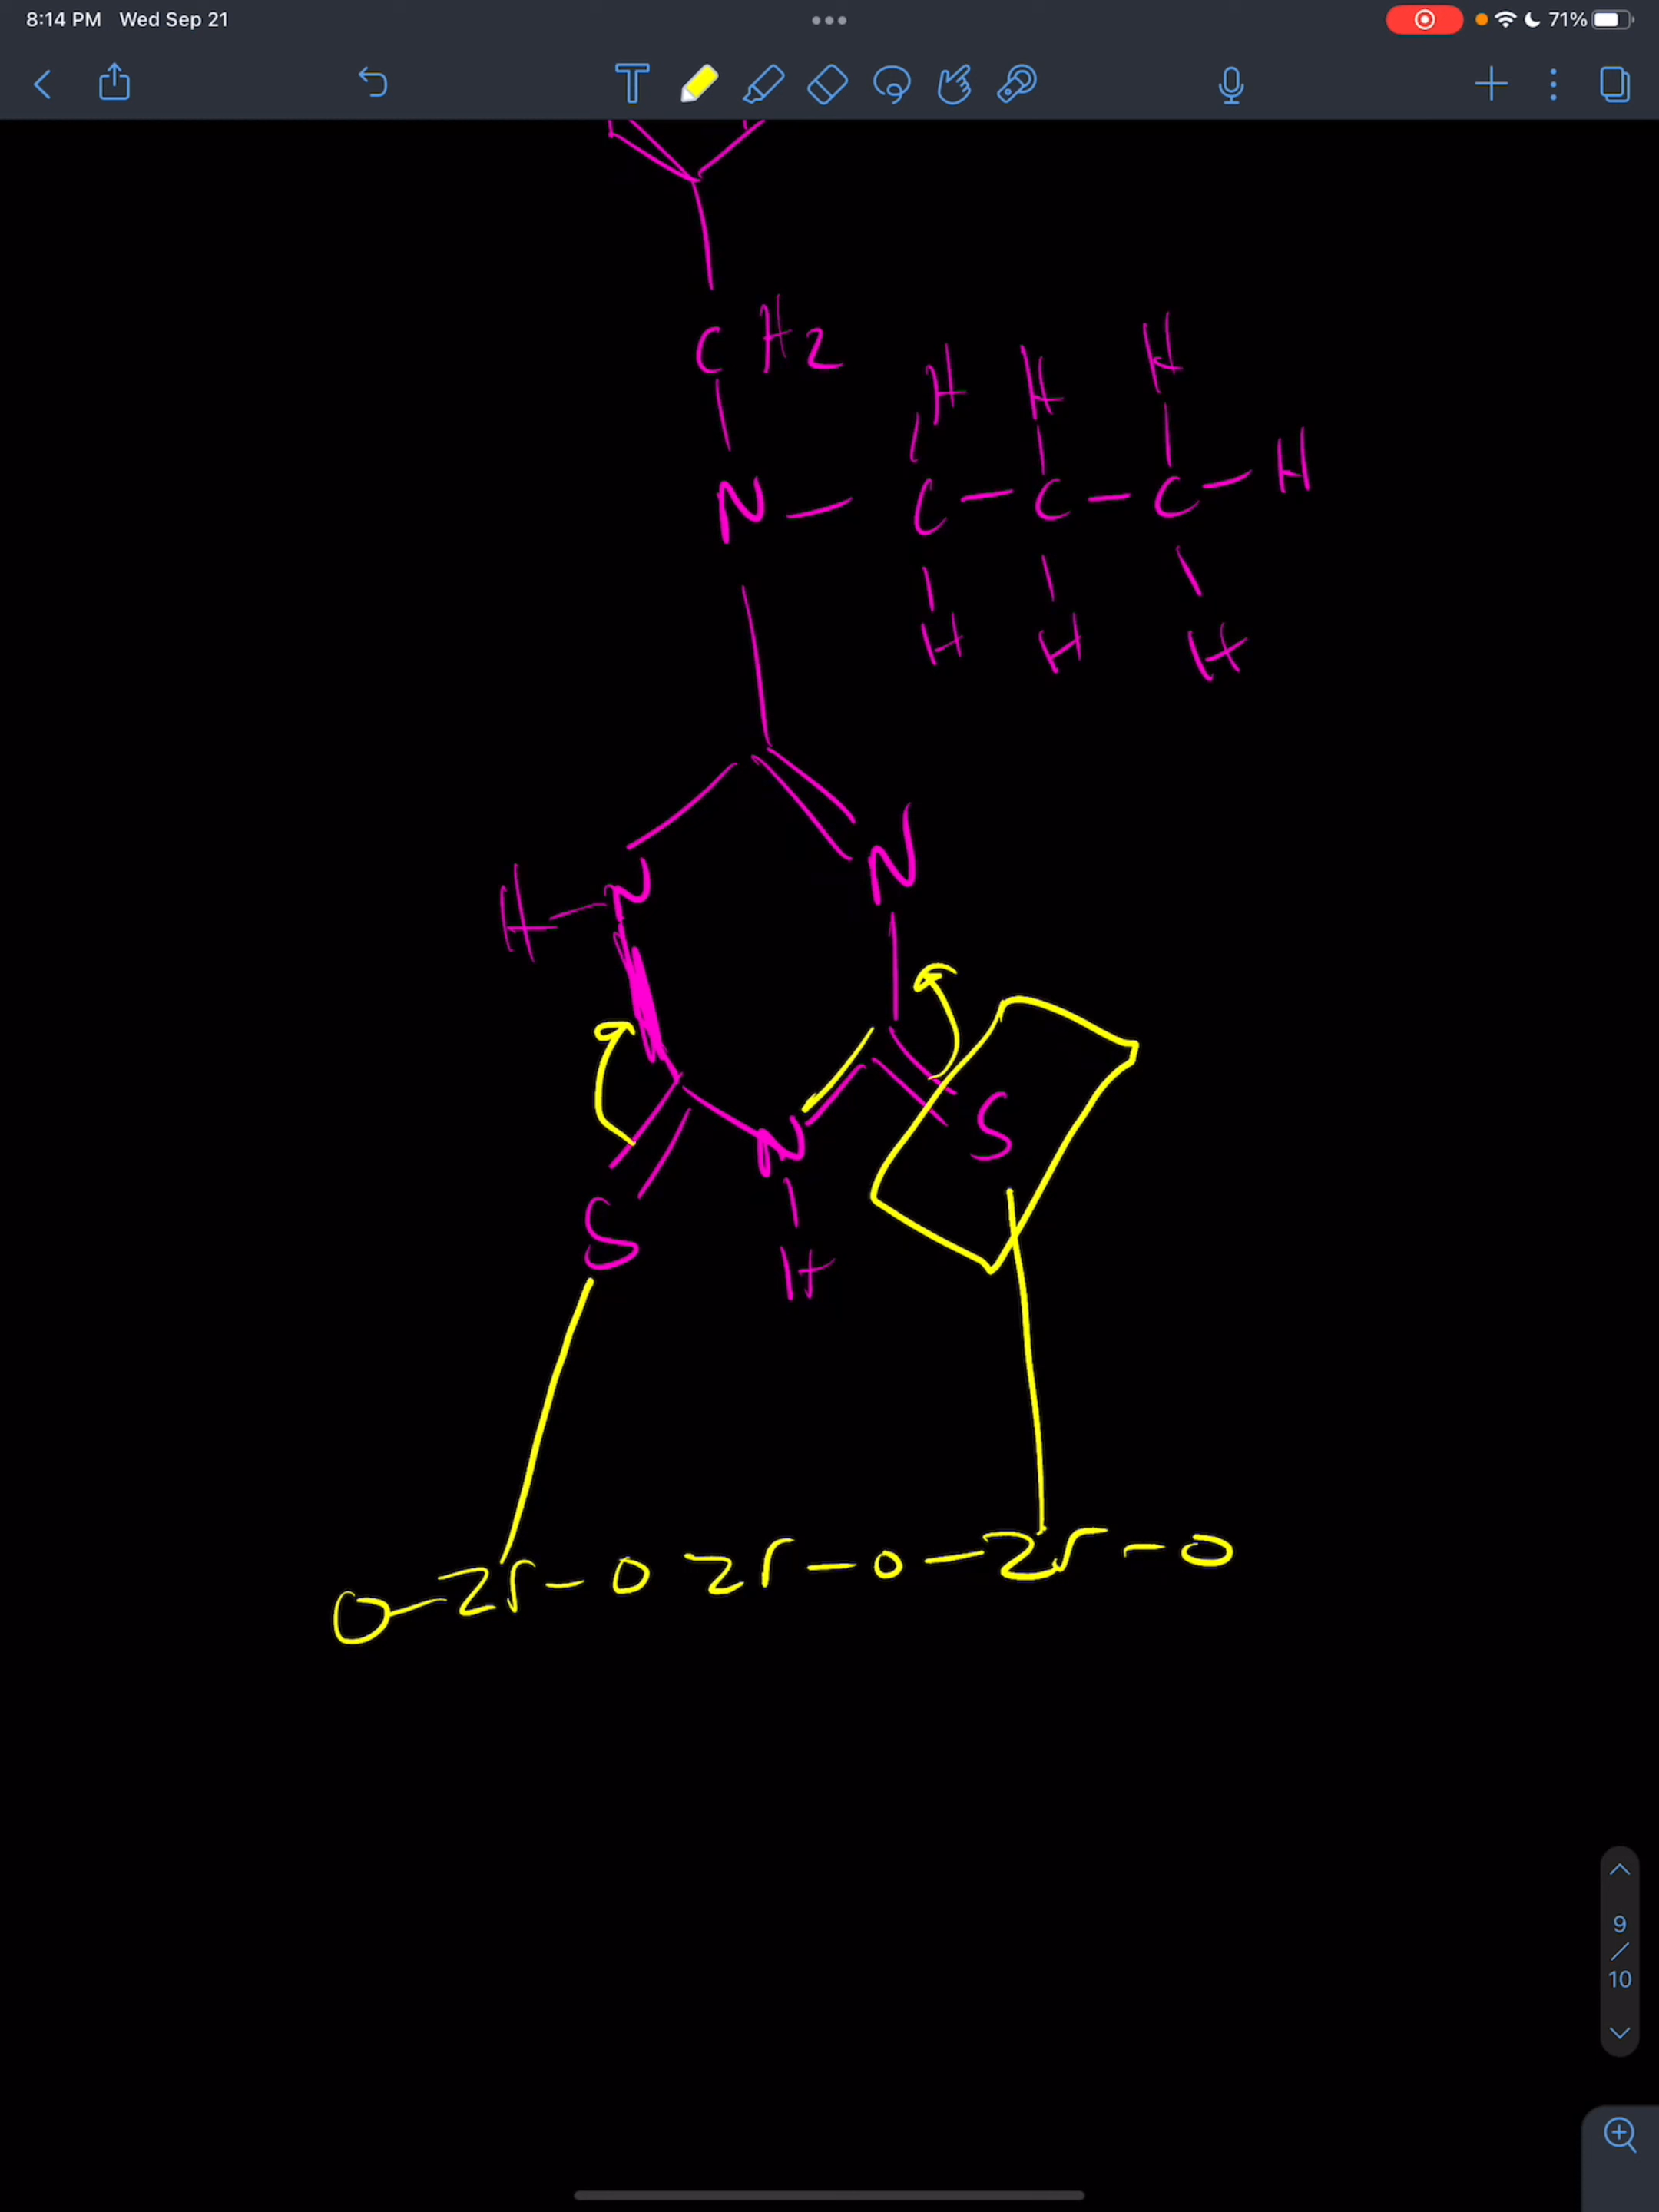 8:14 PM Wed Sep 21
71%
T
CH2
H H H
N - C - C - C - H
H H H
N
H - N
S
N
S
H
O - Zr - O Zr - O - Zr - O
9
/
10